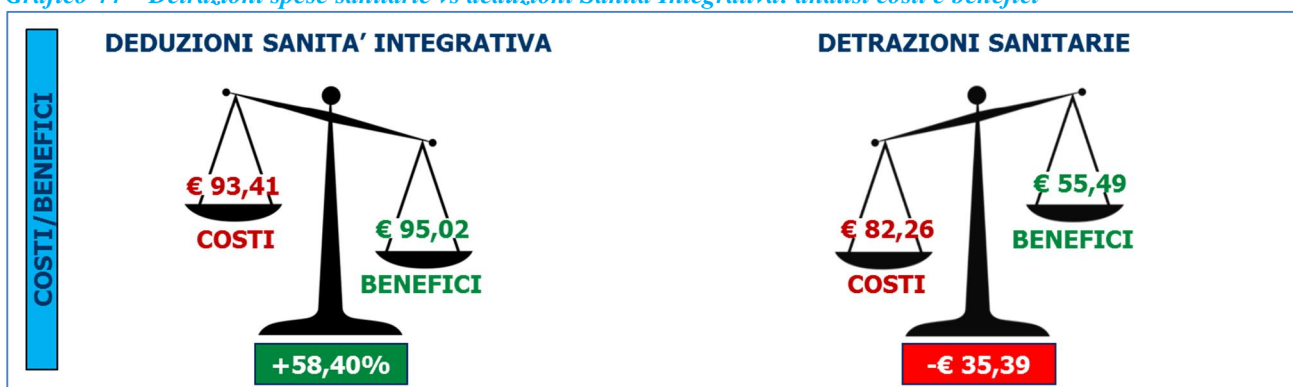 DEDUZIONI SANITA’ INTEGRATIVA
DETRAZIONI SANITARIE
COSTI/BENEFICI
€ 93,41
COSTI
€ 95,02
BENEFICI
+58,40%
€ 82,26
COSTI
€ 55,49
BENEFICI
-€ 35,39